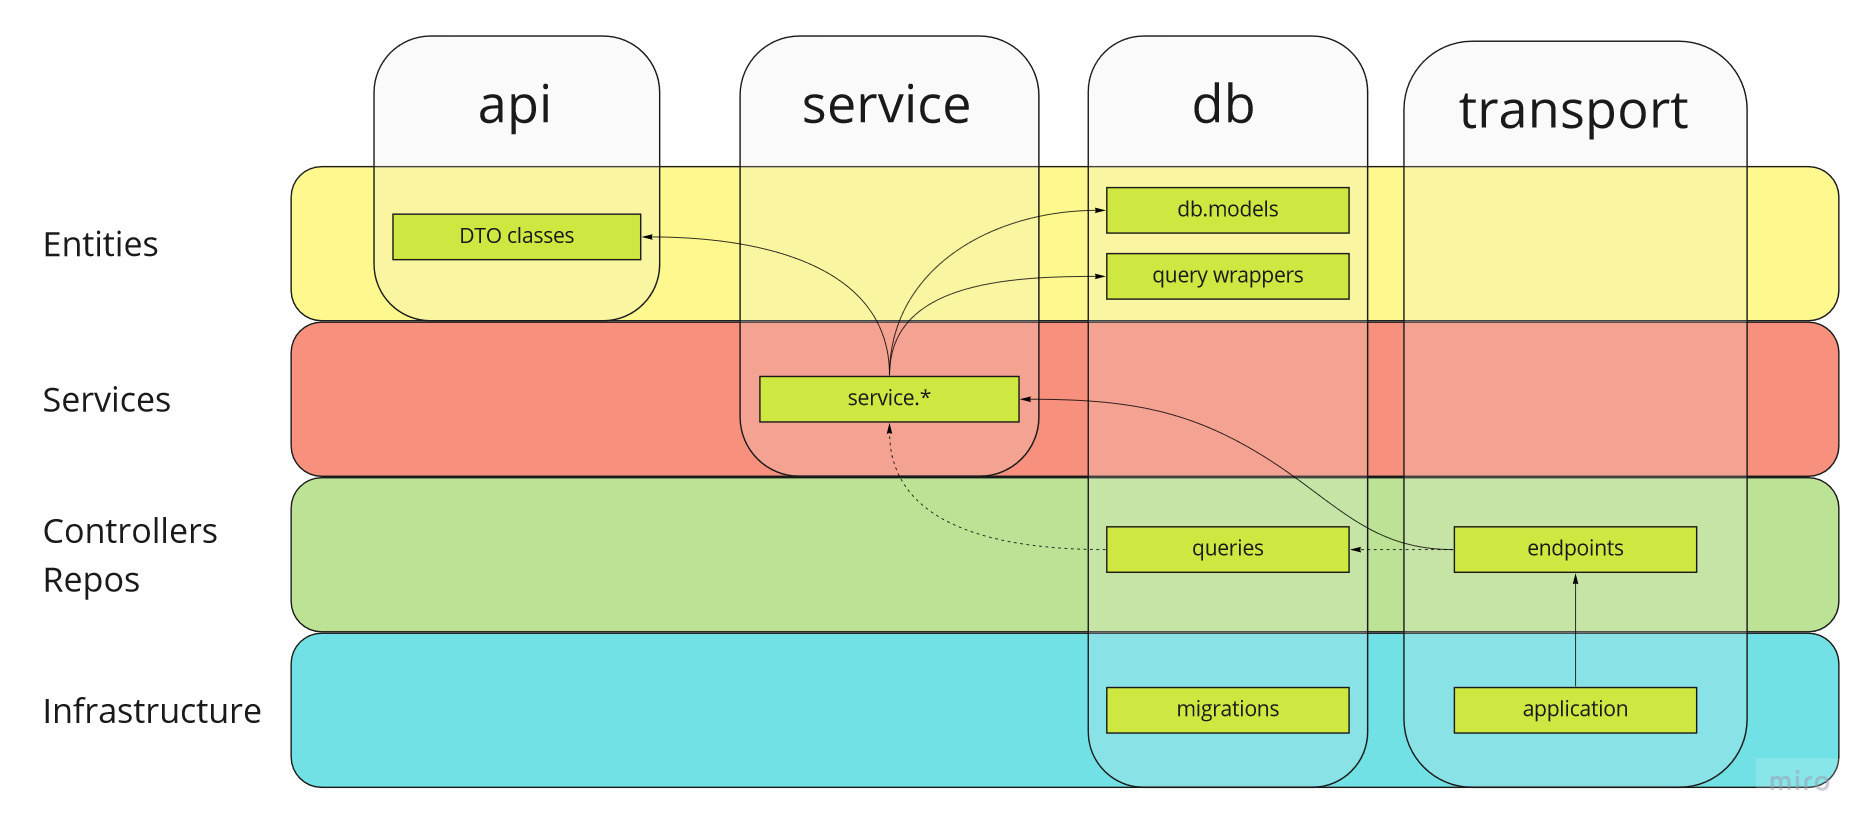 api
service
db
transport
Entities
DTO classes
db.models
query wrappers
Services
service.*
Controllers
Repos
queries
endpoints
Infrastructure
migrations
application
miro